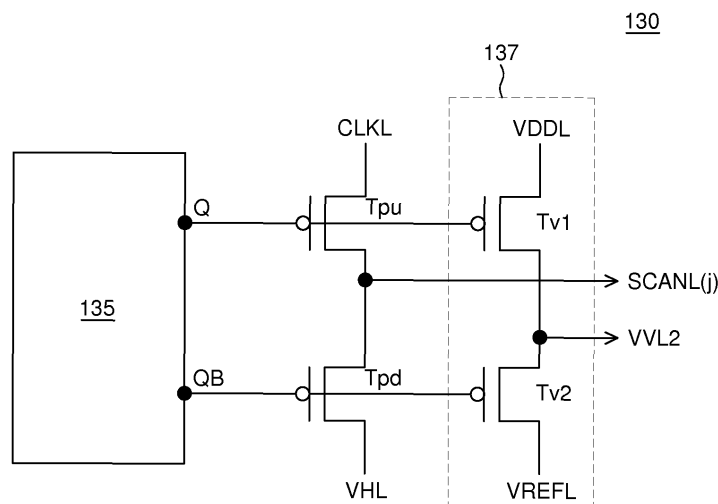 130
137
CLKL
VDDL
Q
Tpu
Tv1
SCANL(j)
135
VVL2
QB
Tpd
Tv2
VHL
VREFL